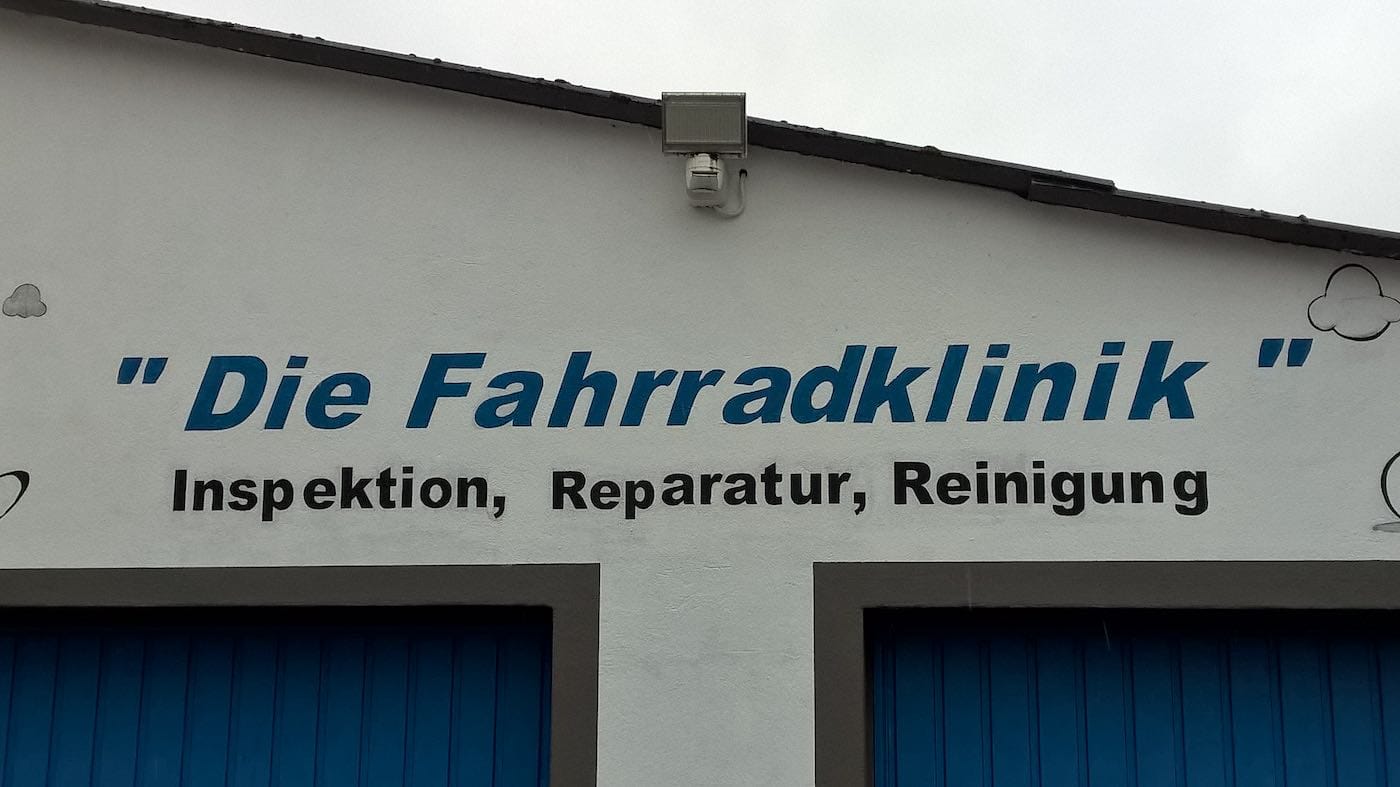 " Die Fahrradklinik "
Inspektion, Reparatur, Reinigung